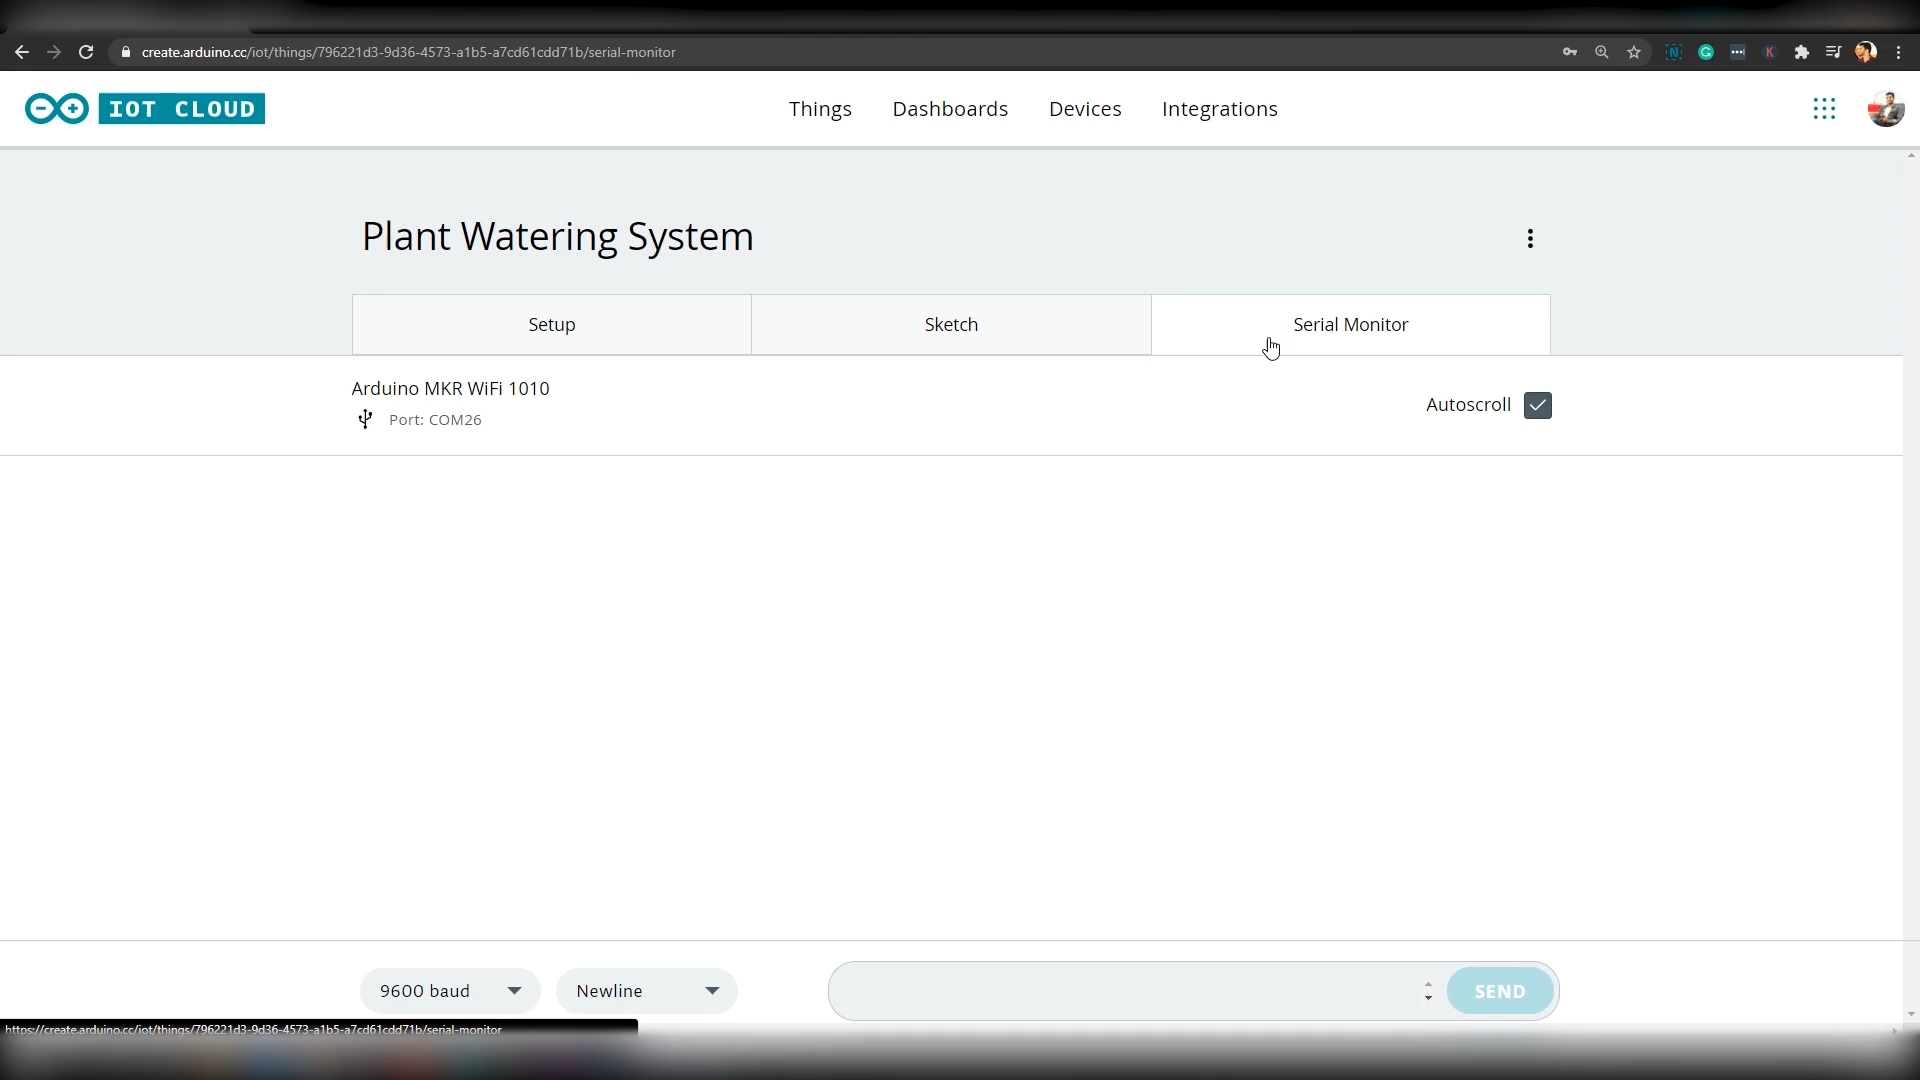 create.arduino.cc/iot/things/796221d3-9d36-4573-a1b5-a7cd61cdd71b/serial-monitor
IOT CLOUD
Things
Dashboards
Devices
Integrations
Plant Watering System
Setup
Sketch
Serial Monitor
Arduino MKR WiFi 1010
Port: COM26
Autoscroll
9600 baud
Newline
SEND
https://create.arduino.cc/iot/things/796221d3-9d36-4573-a1b5-a7cd61cdd71b/serial-monitor